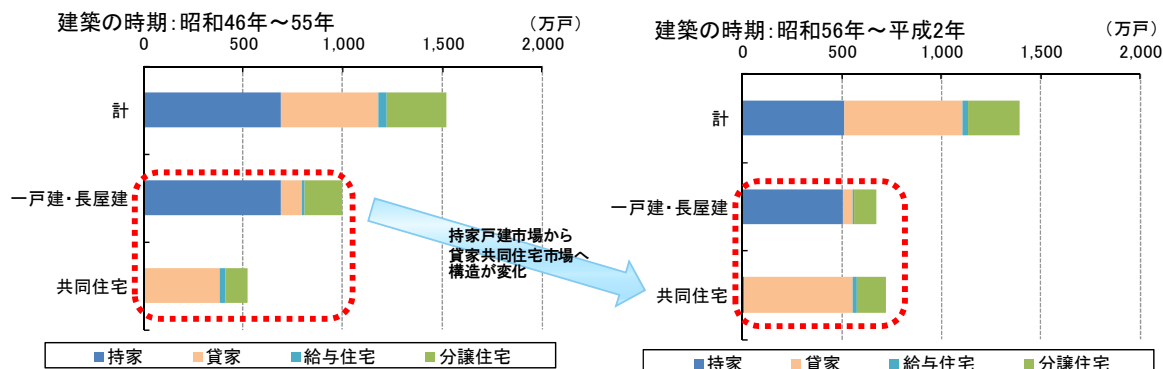 建築の時期:昭和46年～55年
(万戸)
0 500 1,000 1,500 2,000
計
一戸建・長屋建
共同住宅
持家 貸家 給与住宅 分譲住宅
持家戸建市場から
貸家共同住宅市場へ
構造が変化
建築の時期:昭和56年～平成2年
(万戸)
0 500 1,000 1,500 2,000
計
一戸建・長屋建
共同住宅
持家 貸家 給与住宅 分譲住宅